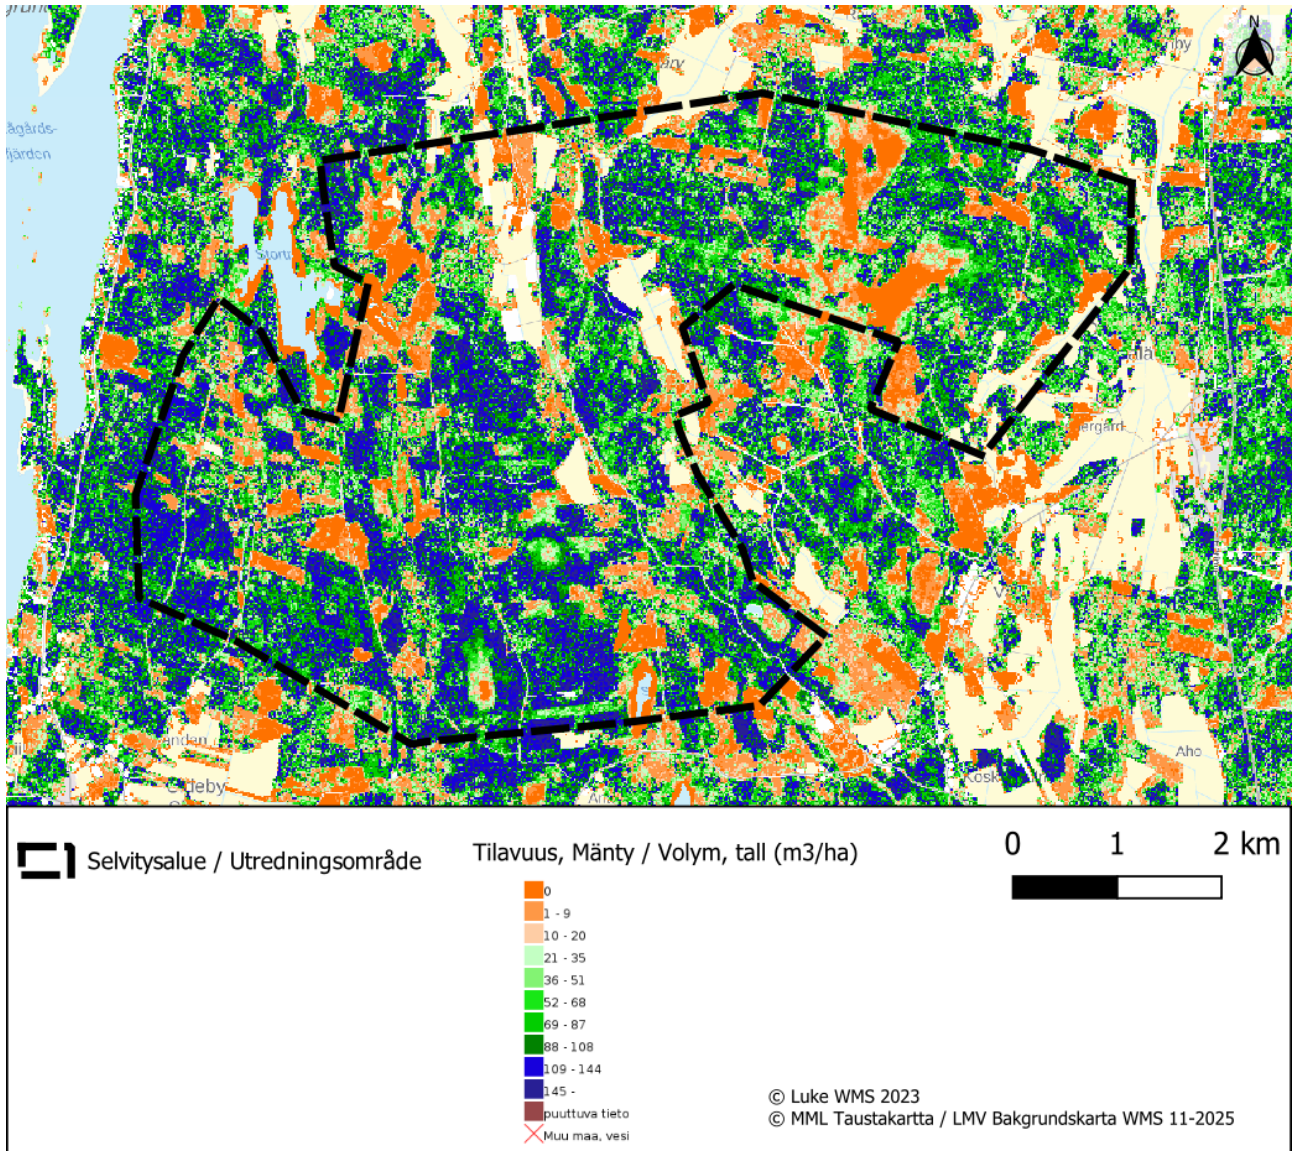 N
fjärdon
Aho
Selvitysalue / Utredningsområde
Tilavuus, Mänty / Volym, tall (m3/ha)
0
1 - 9
10 - 20
21 - 35
36 - 51
52 - 68
69 - 87
88 - 108
109 - 144
145 -
puuttuva tieto
Muu maa, vesi
0 1 2 km
© Luke WMS 2023
© MML Taustakartta / LMV Bakgrundskarta WMS 11-2025